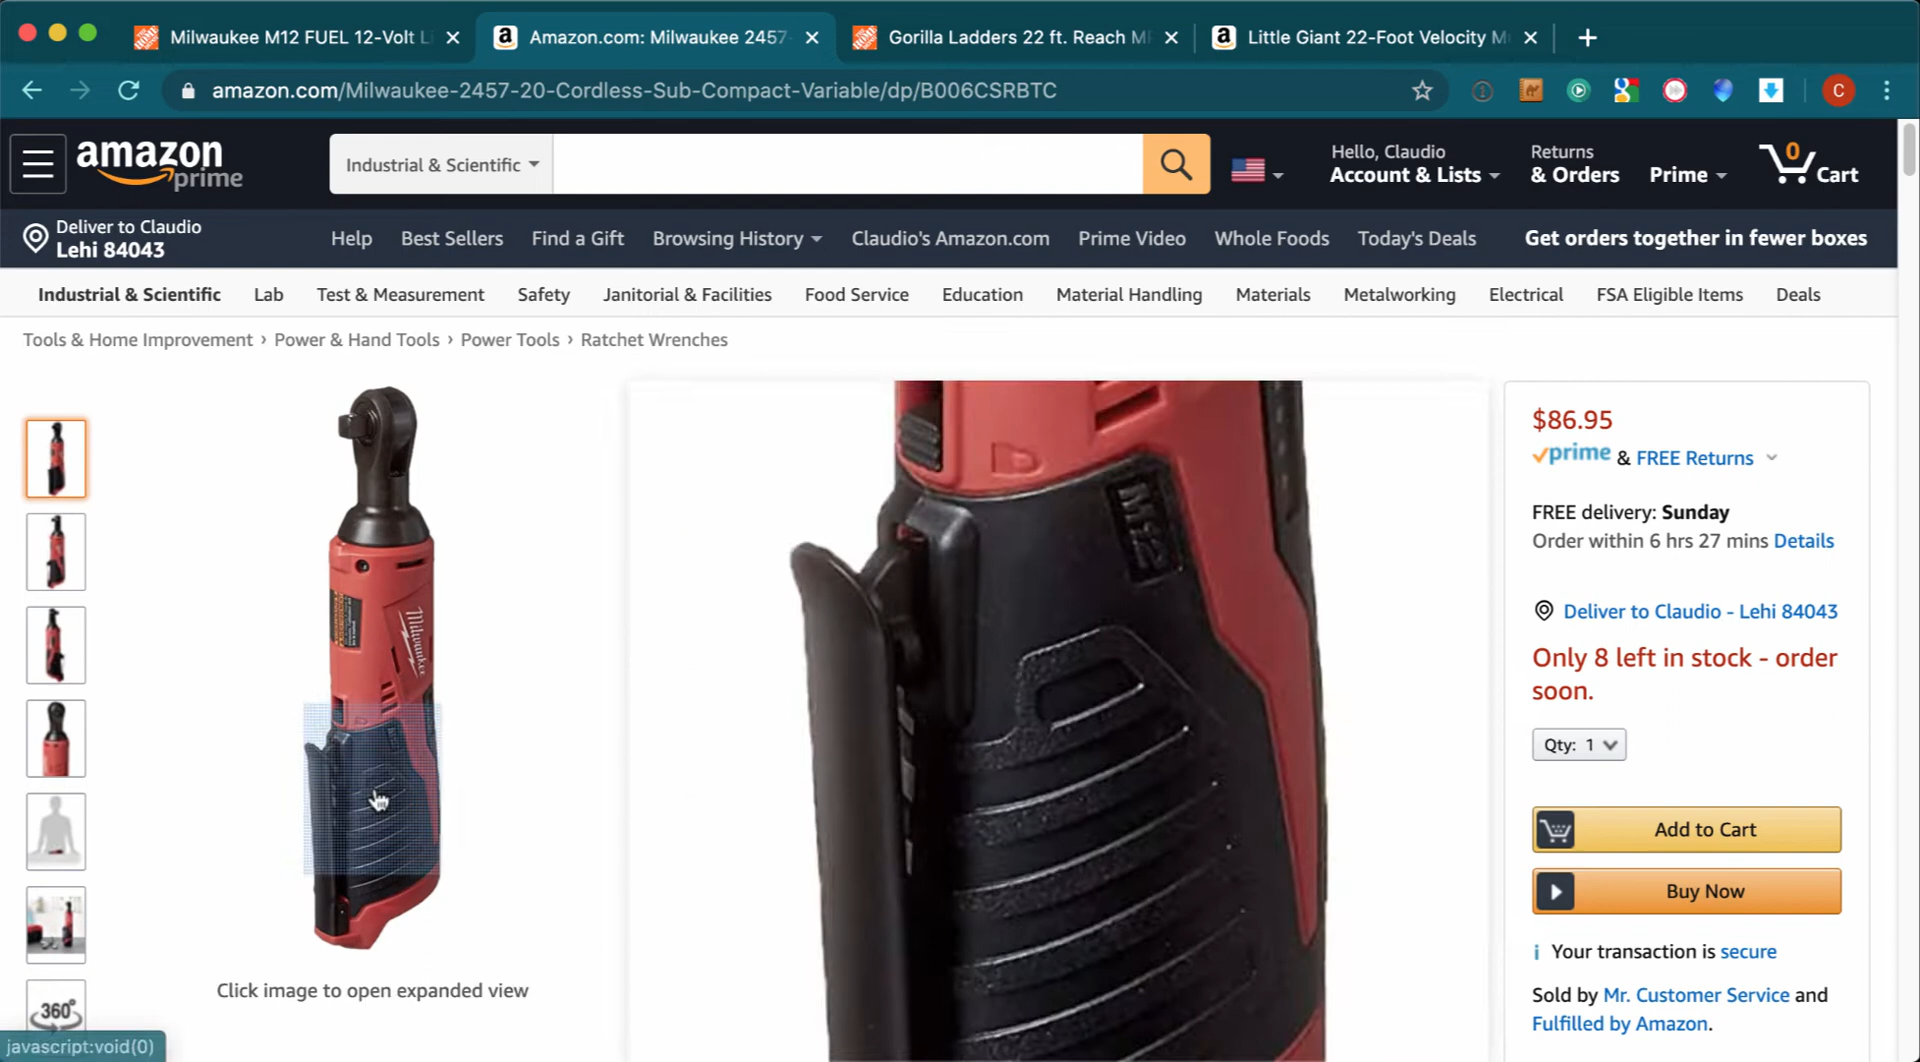 Milwaukee M12 FUEL 12-Volt Li
Amazon.com: Milwaukee 2457-
Gorilla Ladders 22 ft. Reach M
Little Giant 22-Foot Velocity M
amazon.com/Milwaukee-2457-20-Cordless-Sub-Compact-Variable/dp/B006CSRBTC
C
amazon prime
Industrial & Scientific
Hello, Claudio
Account & Lists
Returns
& Orders
Prime
0
Cart
Deliver to Claudio
Lehi 84043
Help
Best Sellers
Find a Gift
Browsing History
Claudio's Amazon.com
Prime Video
Whole Foods
Today's Deals
Get orders together in fewer boxes
Industrial & Scientific
Lab
Test & Measurement
Safety
Janitorial & Facilities
Food Service
Education
Material Handling
Materials
Metalworking
Electrical
FSA Eligible Items
Deals
Tools & Home Improvement › Power & Hand Tools › Power Tools › Ratchet Wrenches
Milwaukee
M12
Click image to open expanded view
360°
javascript:void(0)
$86.95
prime & FREE Returns
FREE delivery: Sunday
Order within 6 hrs 27 mins Details
Deliver to Claudio - Lehi 84043
Only 8 left in stock - order
soon.
Qty: 1
Add to Cart
Buy Now
Your transaction is secure
Sold by Mr. Customer Service and
Fulfilled by Amazon.